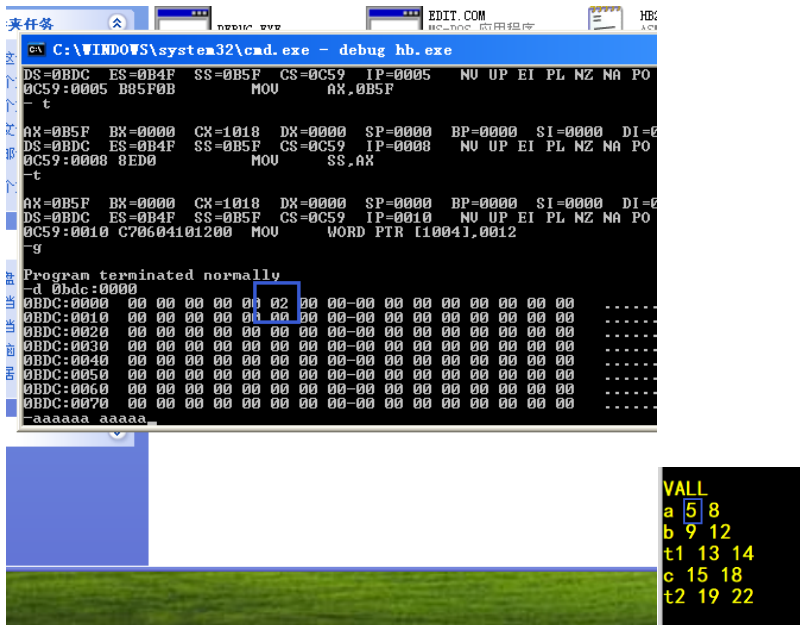 夹任务
DEBUG.EXE
EDIT.COM
MS-DOS 应用程序
C:\WINDOWS\system32\cmd.exe - debug hb.exe
DS=0BDC ES=0B4F SS=0B5F CS=0C59 IP=0005 NV UP EI PL NZ NA PO
0C59:0005 B85F0B MOV AX,0B5F
- t
AX=0B5F BX=0000 CX=1018 DX=0000 SP=0000 BP=0000 SI=0000 DI=0
DS=0BDC ES=0B4F SS=0B5F CS=0C59 IP=0008 NV UP EI PL NZ NA PO
0C59:0008 8ED0 MOV SS,AX
-t
AX=0B5F BX=0000 CX=1018 DX=0000 SP=0000 BP=0000 SI=0000 DI=0
DS=0BDC ES=0B4F SS=0B5F CS=0C59 IP=0010 NV UP EI PL NZ NA PO
0C59:0010 C70604101200 MOV WORD PTR [1004],0012
-g
Program terminated normally
-d 0bdc:0000
0BDC:0000 00 00 00 00 00 02 00 00-00 00 00 00 00 00 00 00 ......
0BDC:0010 00 00 00 00 00 00 00 00-00 00 00 00 00 00 00 00 ......
0BDC:0020 00 00 00 00 00 00 00 00-00 00 00 00 00 00 00 00 ......
0BDC:0030 00 00 00 00 00 00 00 00-00 00 00 00 00 00 00 00 ......
0BDC:0040 00 00 00 00 00 00 00 00-00 00 00 00 00 00 00 00 ......
0BDC:0050 00 00 00 00 00 00 00 00-00 00 00 00 00 00 00 00 ......
0BDC:0060 00 00 00 00 00 00 00 00-00 00 00 00 00 00 00 00 ......
0BDC:0070 00 00 00 00 00 00 00 00-00 00 00 00 00 00 00 00 ......
-aaaaaa aaaaa_
VALL
a 5 8
b 9 12
t1 13 14
c 15 18
t2 19 22